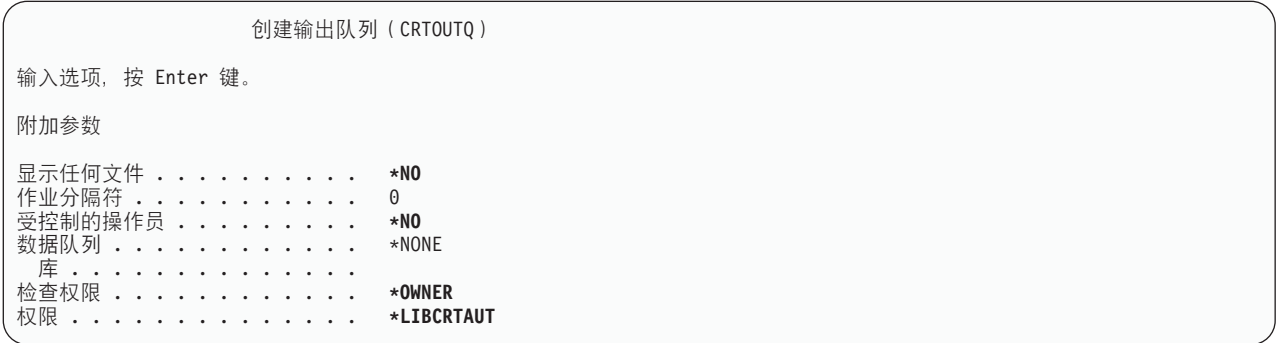 创建输出队列（CRTOUTQ）
输入选项，按 Enter 键。
附加参数
显示任何文件 . . . . . . . . . . *NO
作业分隔符 . . . . . . . . . . . 0
受控制的操作员 . . . . . . . . . *NO
数据队列 . . . . . . . . . . . . *NONE
库 . . . . . . . . . . . . . .
检查权限 . . . . . . . . . . . . *OWNER
权限 . . . . . . . . . . . . . . *LIBCRTAUT